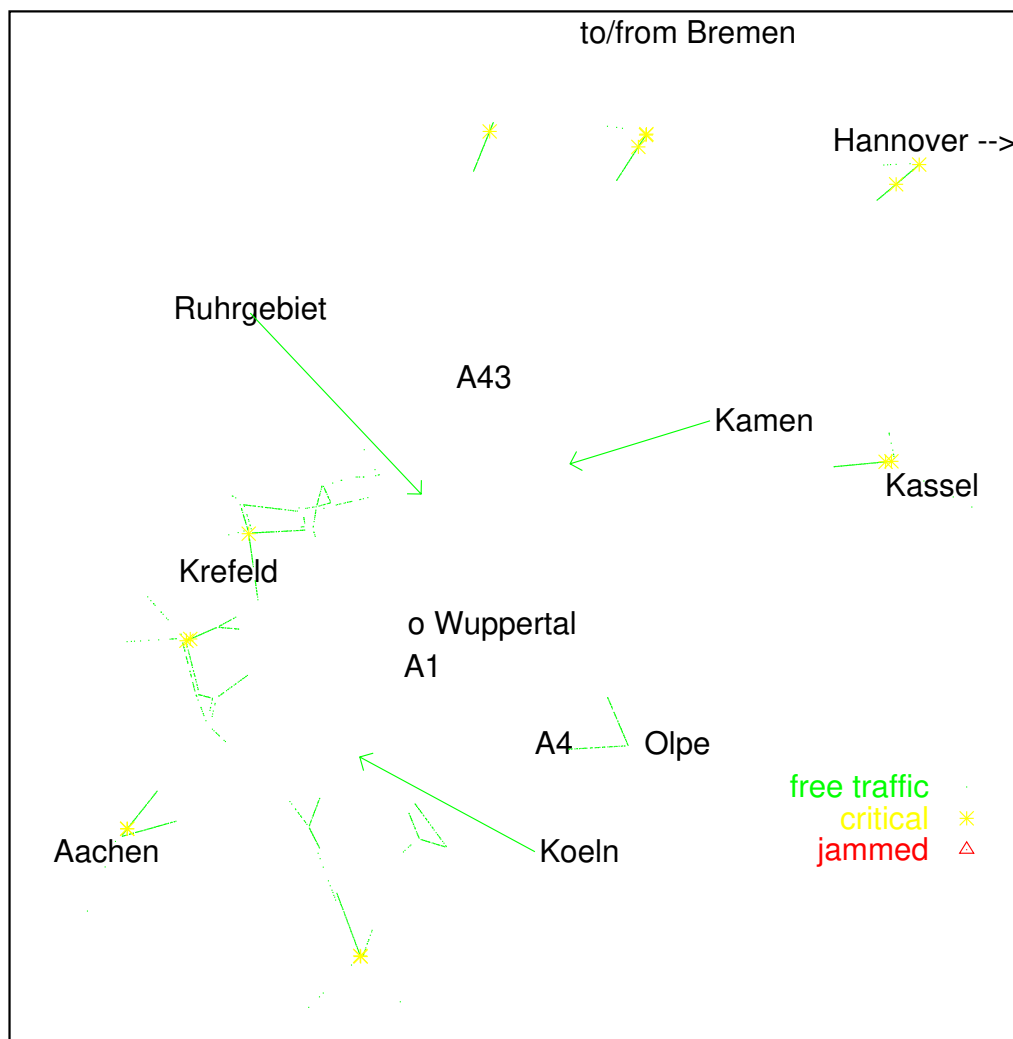 to/from Bremen
Hannover -->
Ruhrgebiet
A43
Kamen
Kassel
Krefeld
o Wuppertal
A1
A4 Olpe
free traffic
critical
jammed
Aachen
Koeln